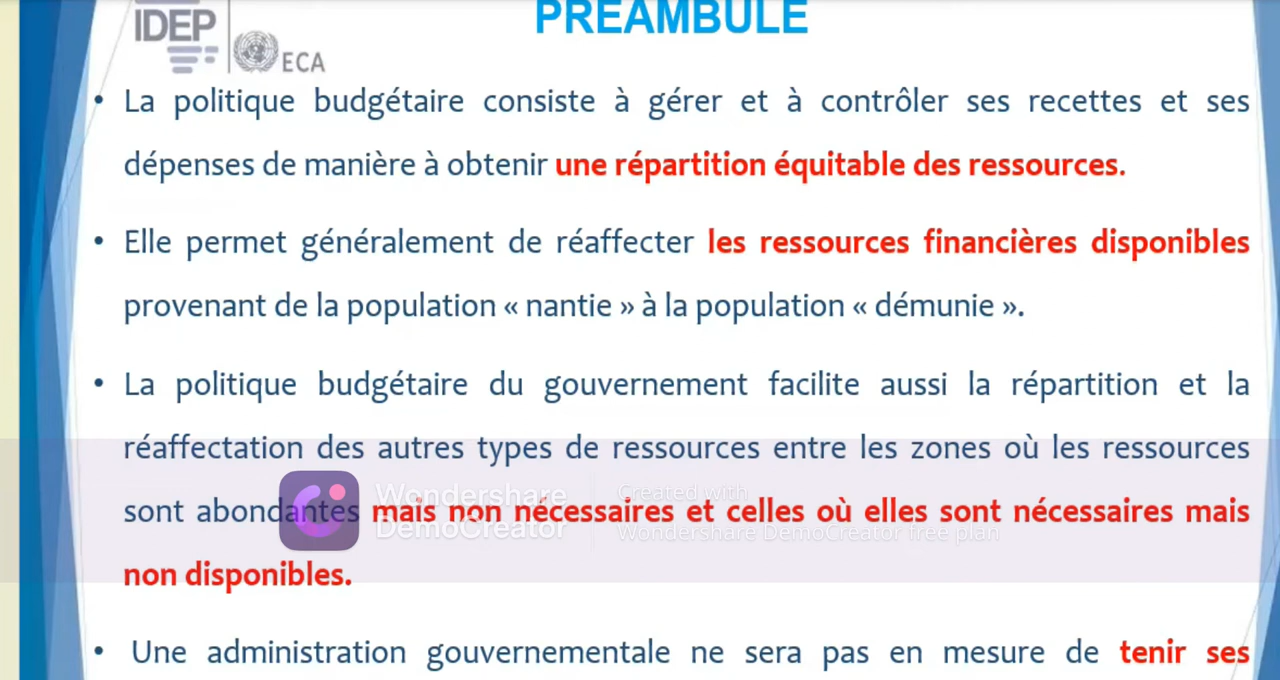 PREAMBULE
IDEP
ECA
• La politique budgétaire consiste à gérer et à contrôler ses recettes et ses
dépenses de manière à obtenir une répartition équitable des ressources.
• Elle permet généralement de réaffecter les ressources financières disponibles
provenant de la population « nantie » à la population « démunie ».
• La politique budgétaire du gouvernement facilite aussi la répartition et la
réaffectation des autres types de ressources entre les zones où les ressources
sont abondantes mais non nécessaires et celles où elles sont nécessaires mais
non disponibles.
Wondershare
DemoCreator
Created with
Wondershare DemoCreator free plan
• Une administration gouvernementale ne sera pas en mesure de tenir ses